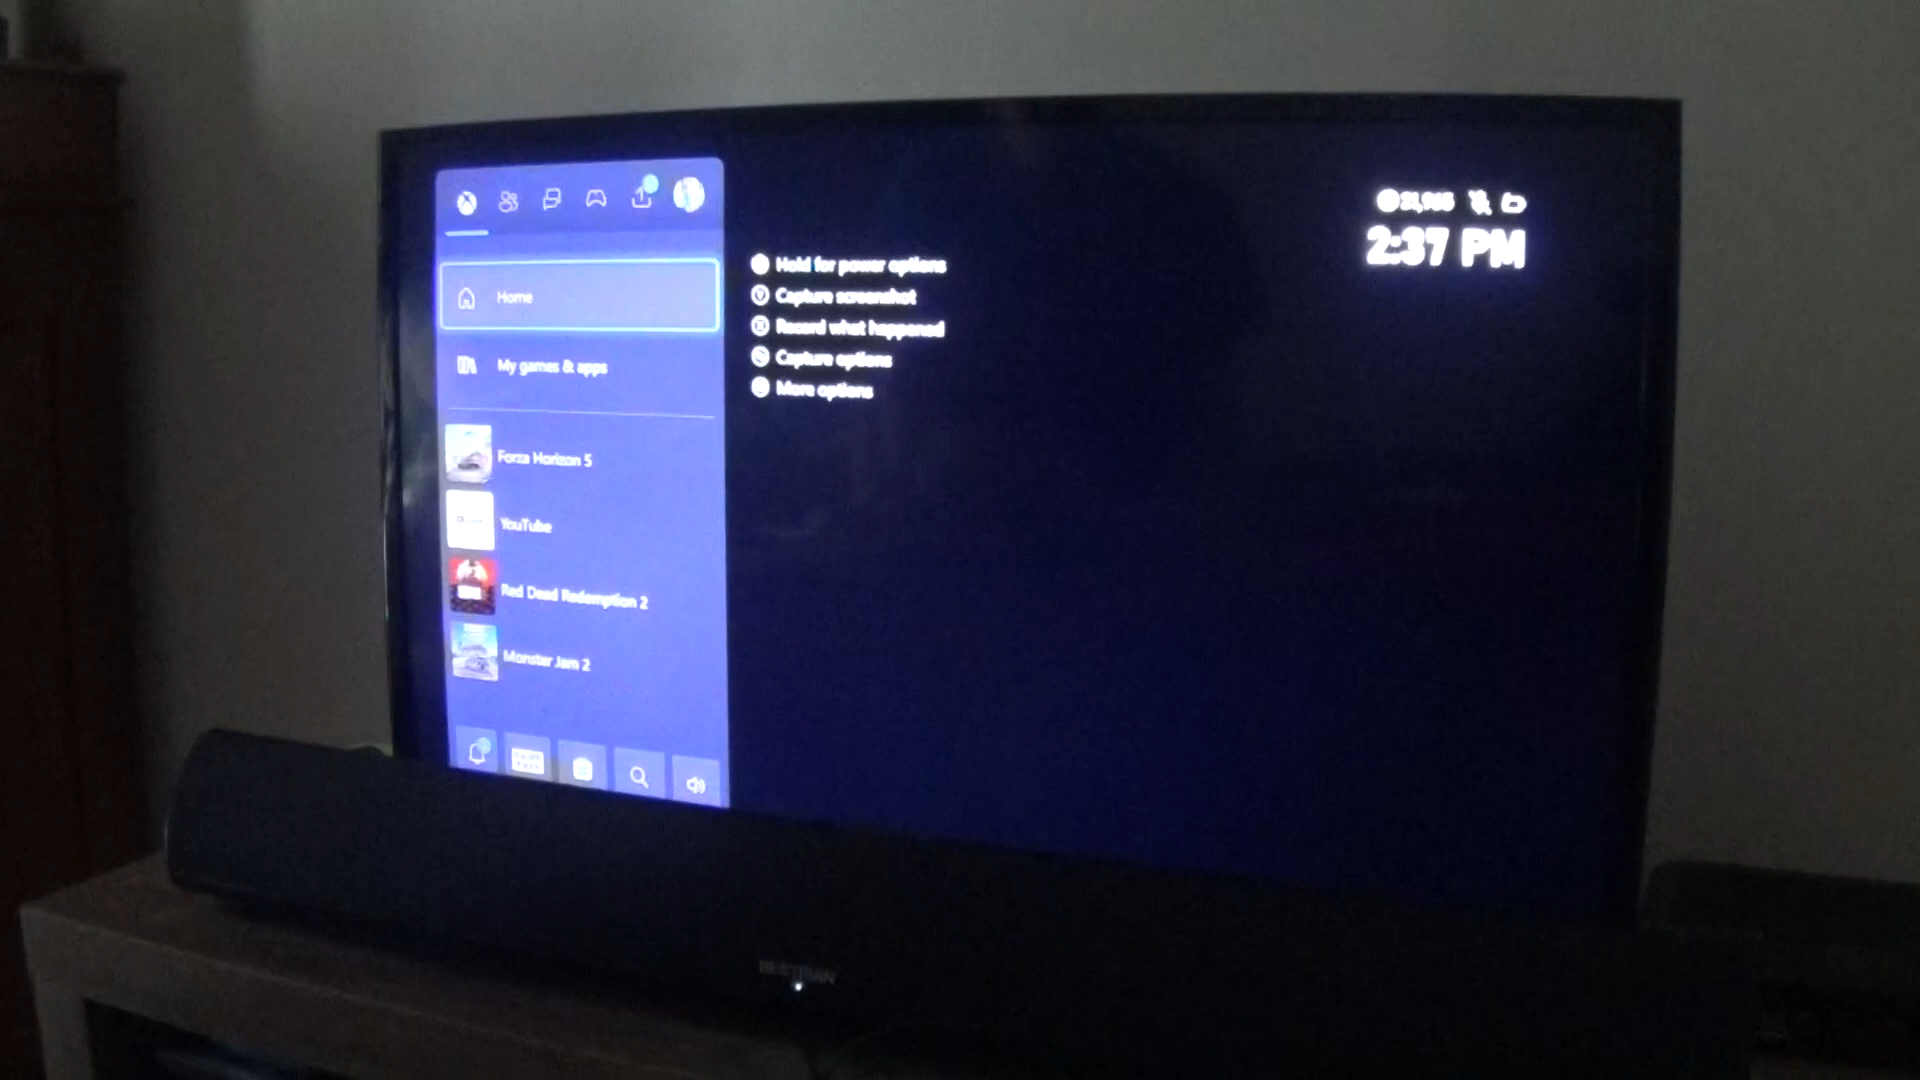 2:37 PM
Hold for power options
Capture screenshot
Record what happened
Capture options
More options
Home
My games & apps
Forza Horizon 5
YouTube
Red Dead Redemption 2
Monster Jam 2
BESTISAN